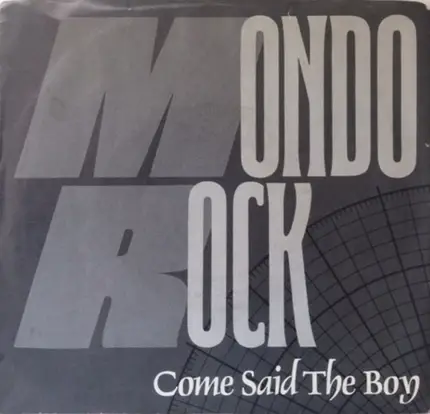 MONDO
ROCK
Come Said The Boy